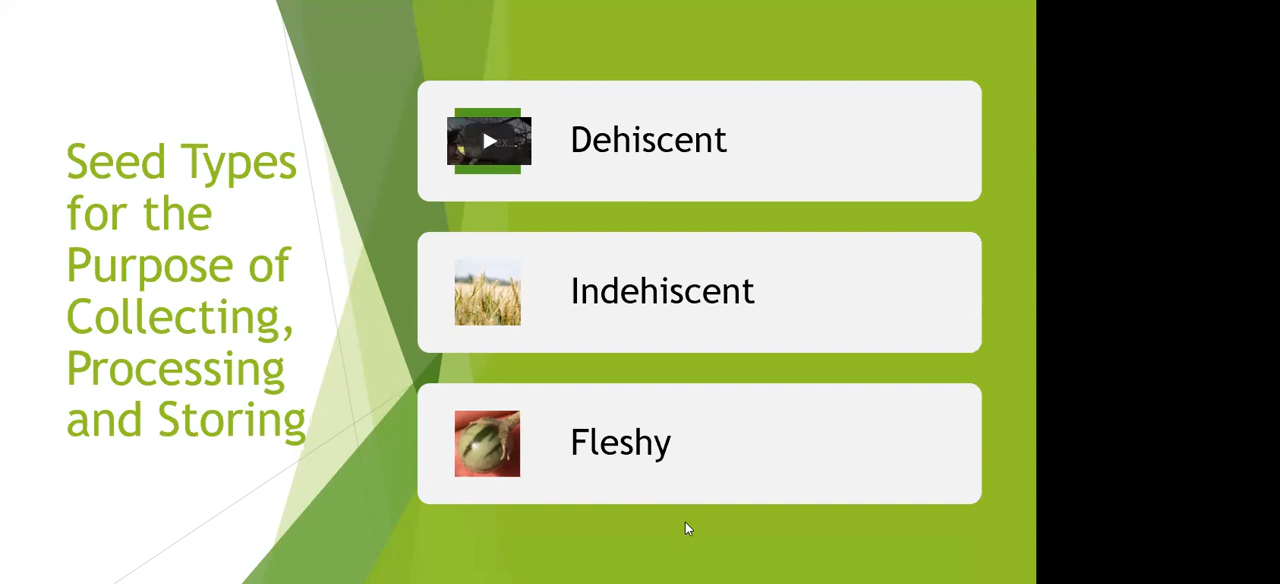 Seed Types
for the
Purpose of
Collecting,
Processing
and Storing
Dehiscent
Indehiscent
Fleshy